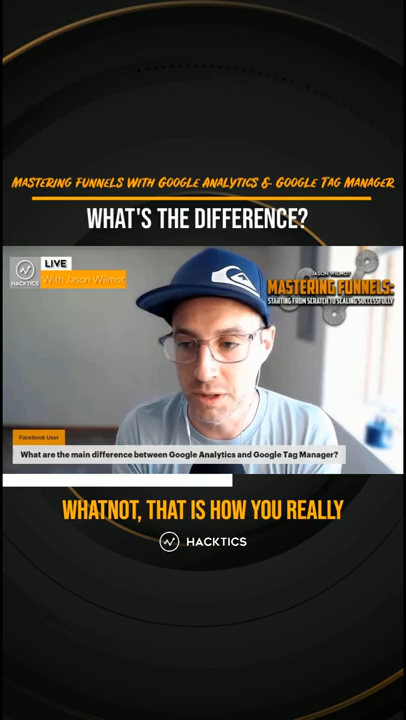 Mastering Funnels With Google Analytics & Google Tag Manager
WHAT'S THE DIFFERENCE?
HACKTICS
LIVE
With Jason Wilmot
JASON WILMOT
MASTERING FUNNELS:
STARTING FROM SCRATCH TO SCALING SUCCESSFULLY
Facebook User
What are the main difference between Google Analytics and Google Tag Manager?
WHATNOT, THAT IS HOW YOU REALLY
HACKTICS